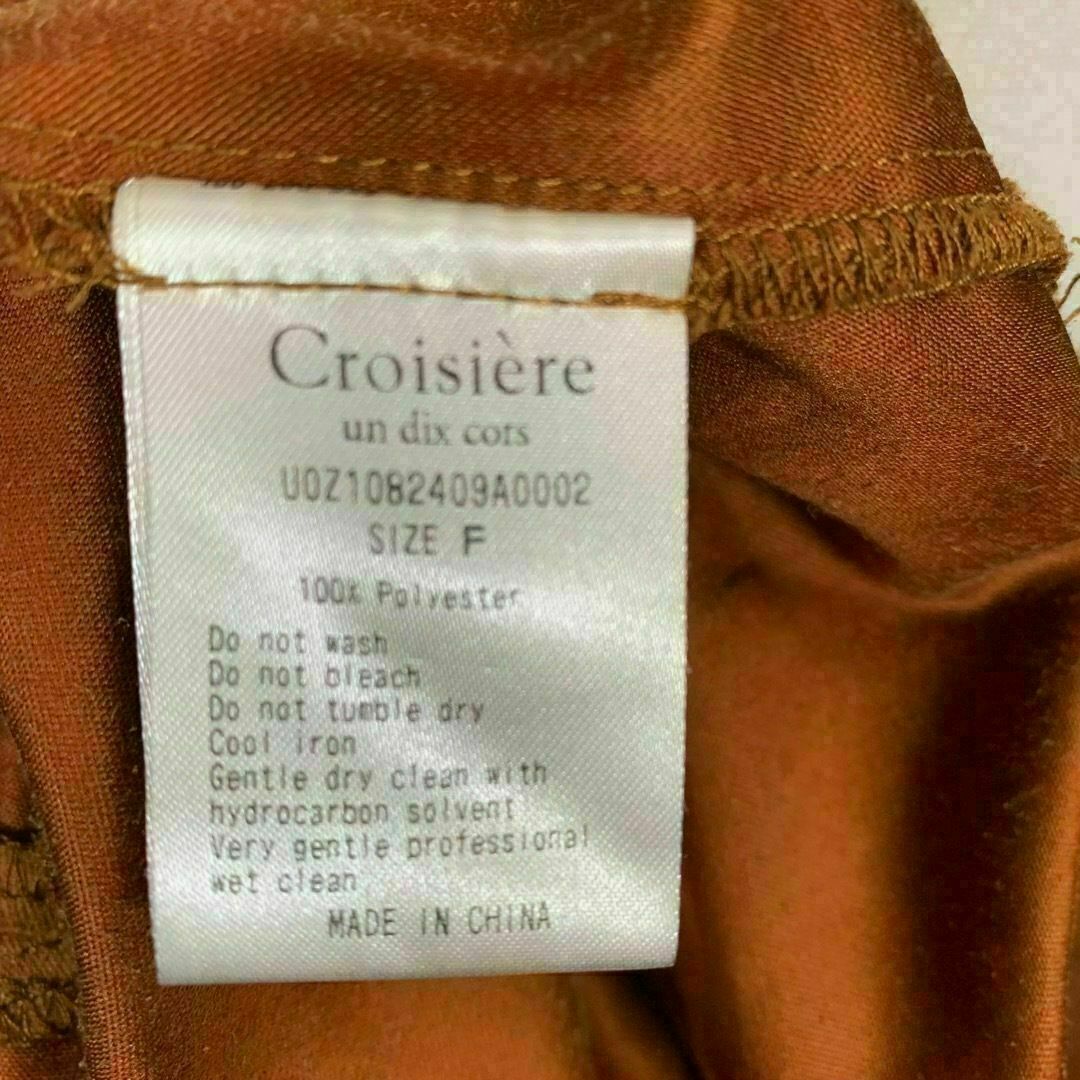 Croisière
un dix cors
U0Z1082409A0002
SIZE F
100% Polyester
Do not wash
Do not bleach
Do not tumble dry
Cool iron
Gentle dry clean with
hydrocarbon solvent
Very gentle professional
wet clean
MADE IN CHINA